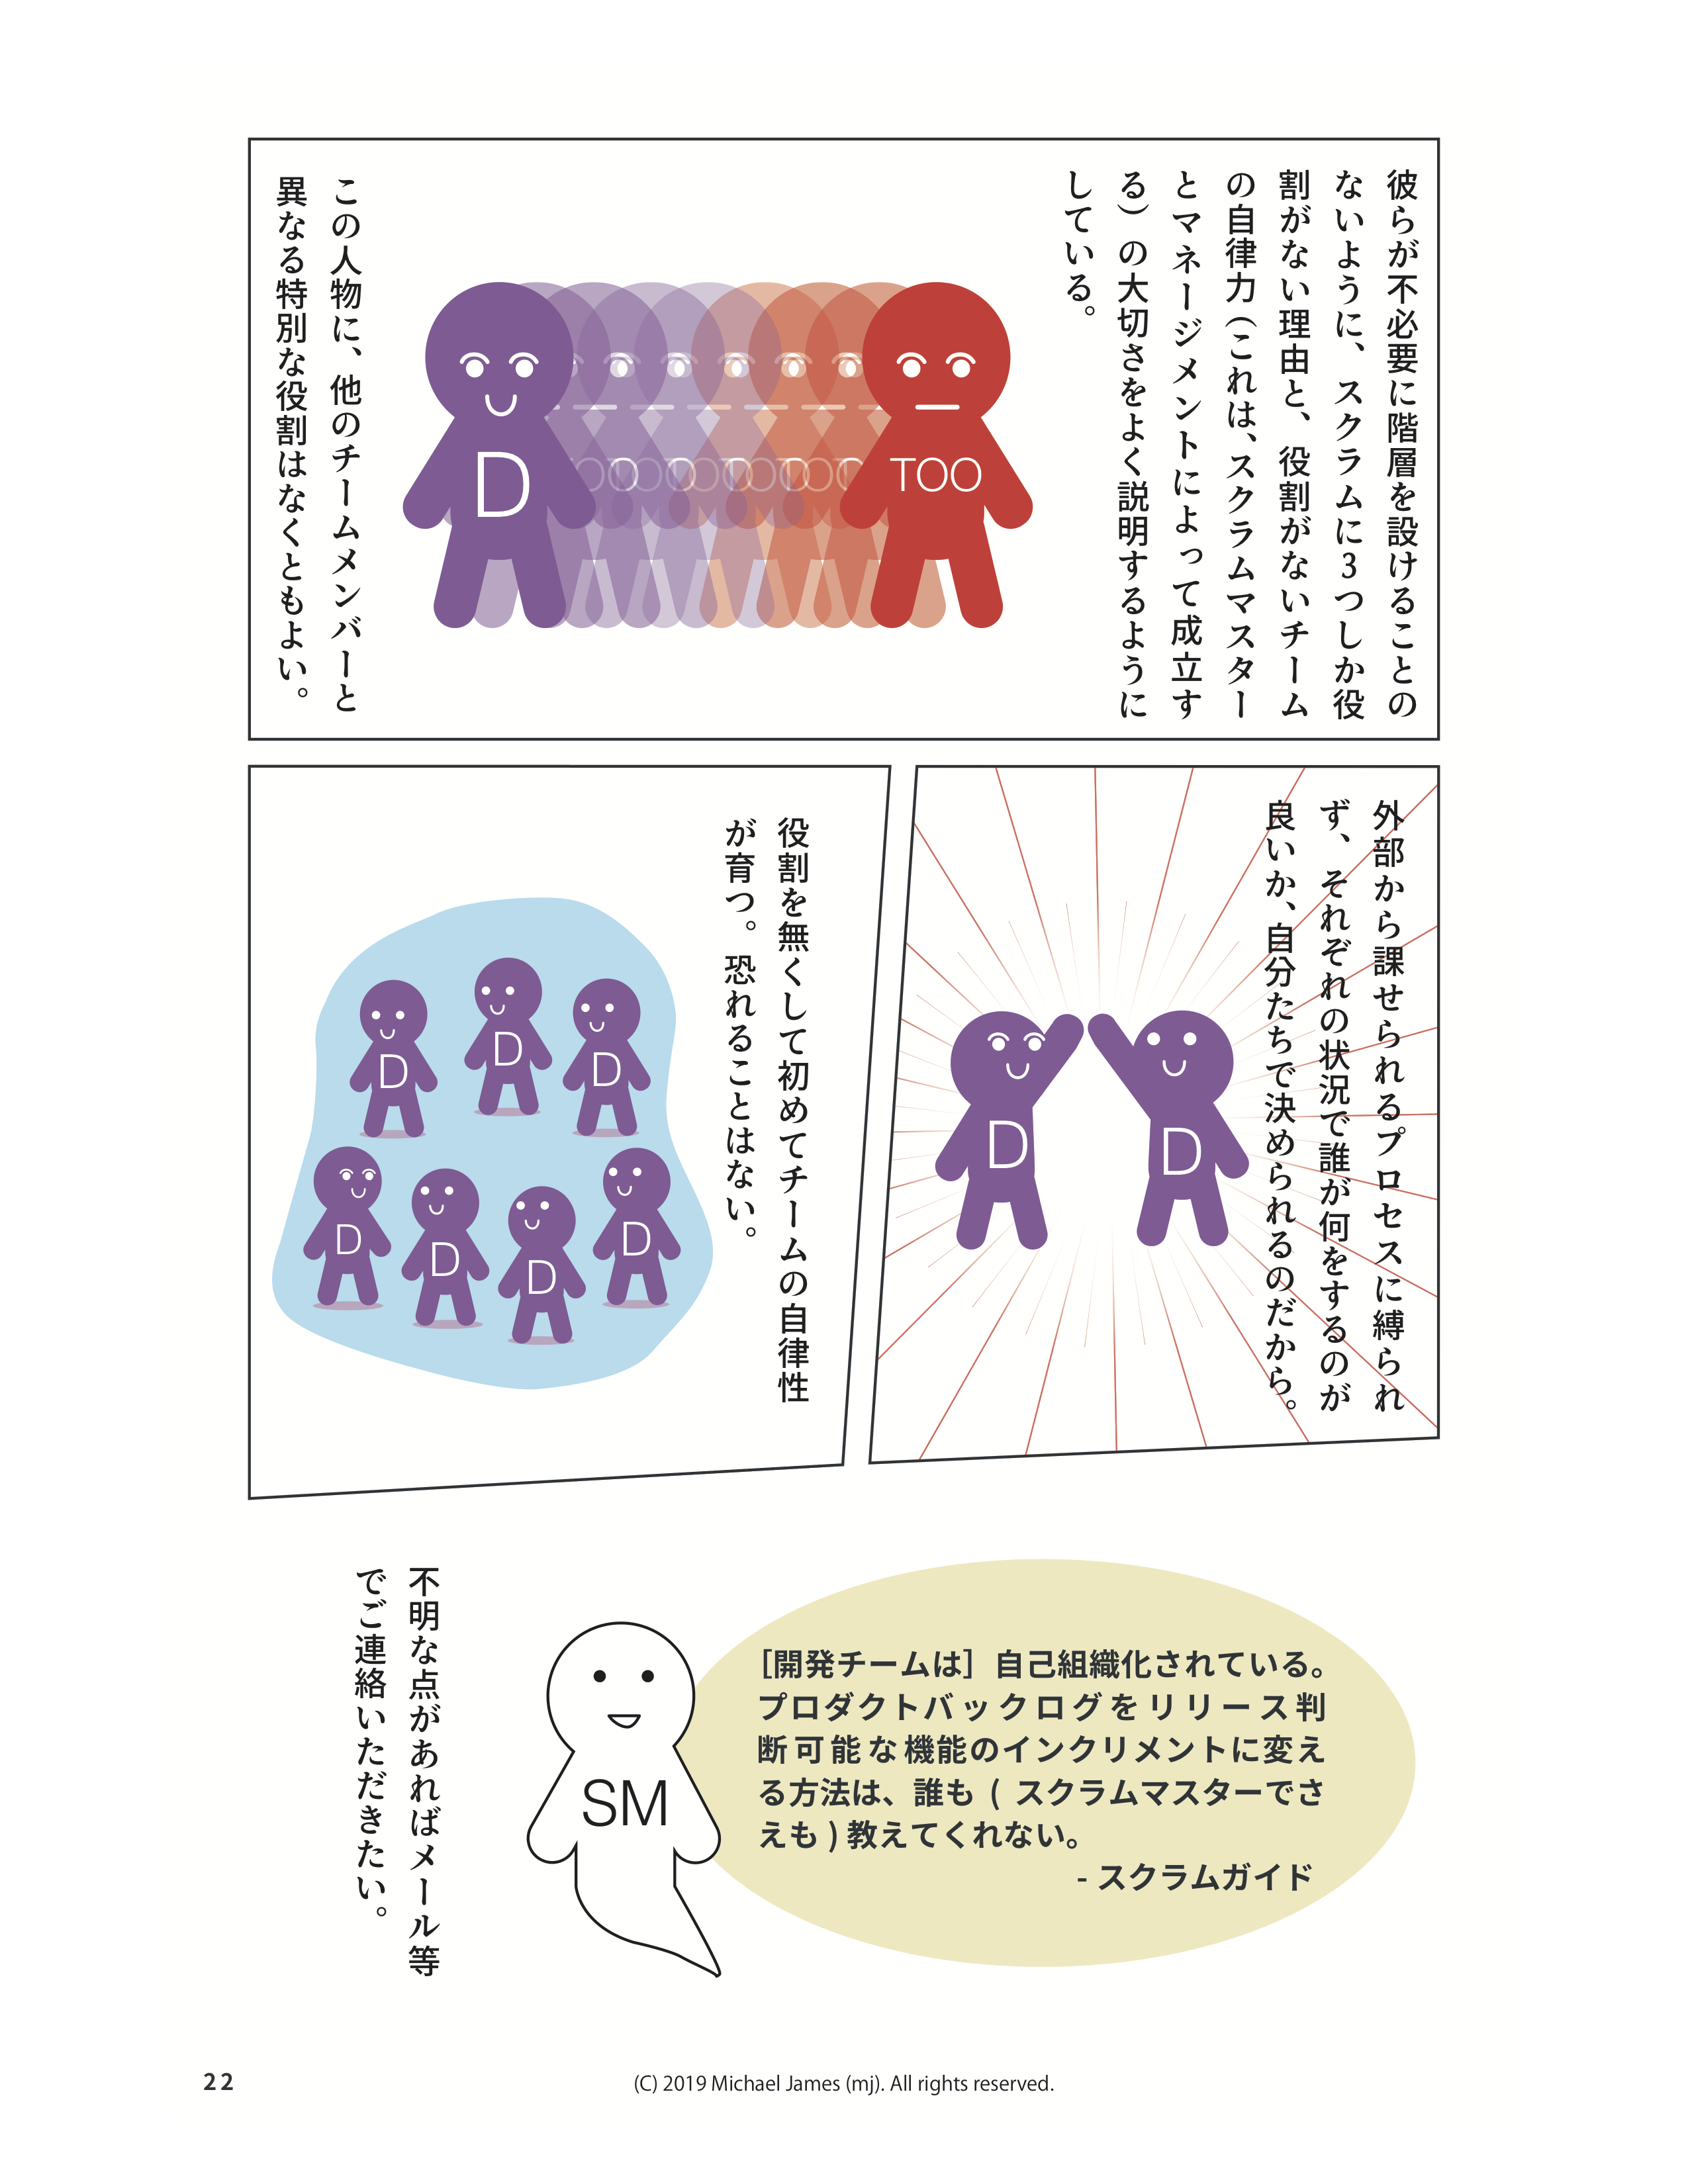 彼らが不必要に階層を設けることの
ないように、スクラムに3つしか役
割がない理由と、役割がないチーム
の自律力(これは、スクラムマスター
とマネージメントによって成立す
る)の大切さをよく説明するように
している。
TOO
D
この人物に、他のチームメンバーと
異なる特別な役割はなくともよい。
外部から課せられるプロセスに縛られ
ず、それぞれの状況で誰が何をするのが
良いか、自分たちで決められるのだから。
D
D
役割を無くして初めてチームの自律性
が育つ。恐れることはない。
D
D
D
D
D
D
D
[開発チームは] 自己組織化されている。
プロダクトバックログをリリース判
断可能な機能のインクリメントに変え
る方法は、誰も ( スクラムマスターでさ
えも ) 教えてくれない。
- スクラムガイド
SM
不明な点があればメール等
でご連絡いただきたい。
22
(C) 2019 Michael James (mj). All rights reserved.